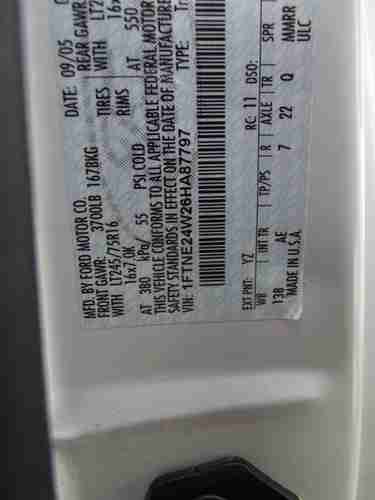 MFD. BY FORD MOTOR CO.
DATE: 09/05
FRONT GAWR: 3700LB 1678KG
REAR GAWR
LT245/75R16 TIRES WITH LT2
16x7.0K RIMS 16x
AT 380 kPa/ 55 PSI COLD AT 550
THIS VEHICLE CONFORMS TO ALL APPLICABLE FEDERAL MOTOR
SAFETY STANDARDS IN EFFECT ON THE DATE OF MANUFACTURE
VIN: 1FTNE24W26HA87797
TYPE: Tr
EXT PNT: YZ RC: 11 DSO:
WB INT TR TP/PS R AXLE TR SPR
138 AE 7 22 Q MMRR
MADE IN U.S.A. ULC